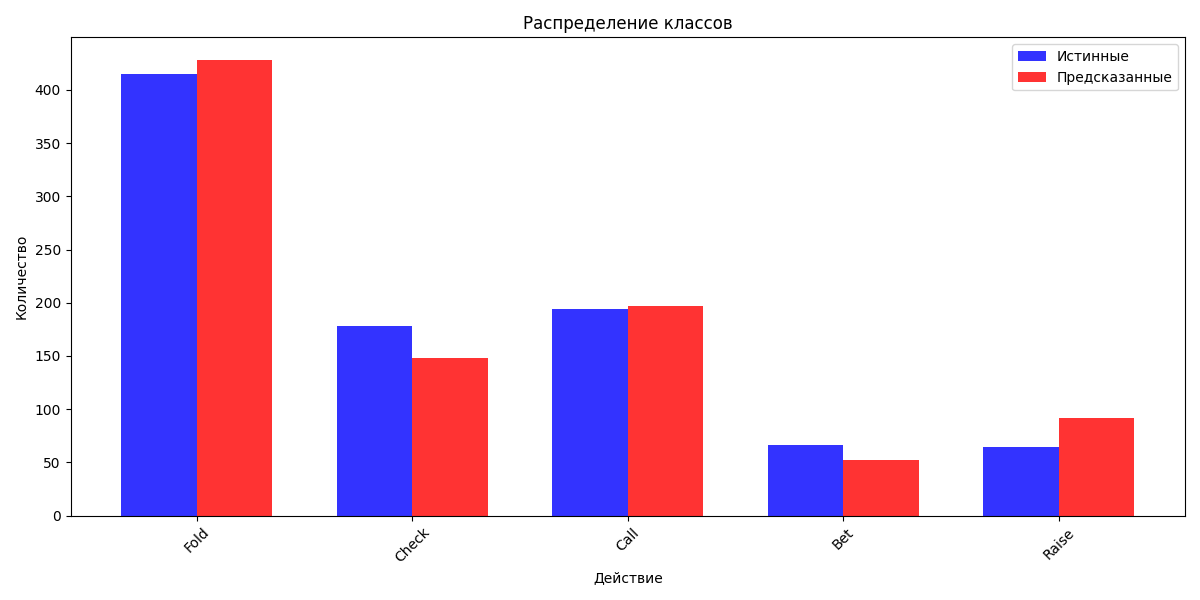 Распределение классов
Истинные
Предсказанные
Количество
400
350
300
250
200
150
100
50
0
Fold
Check
Call
Bet
Raise
Действие